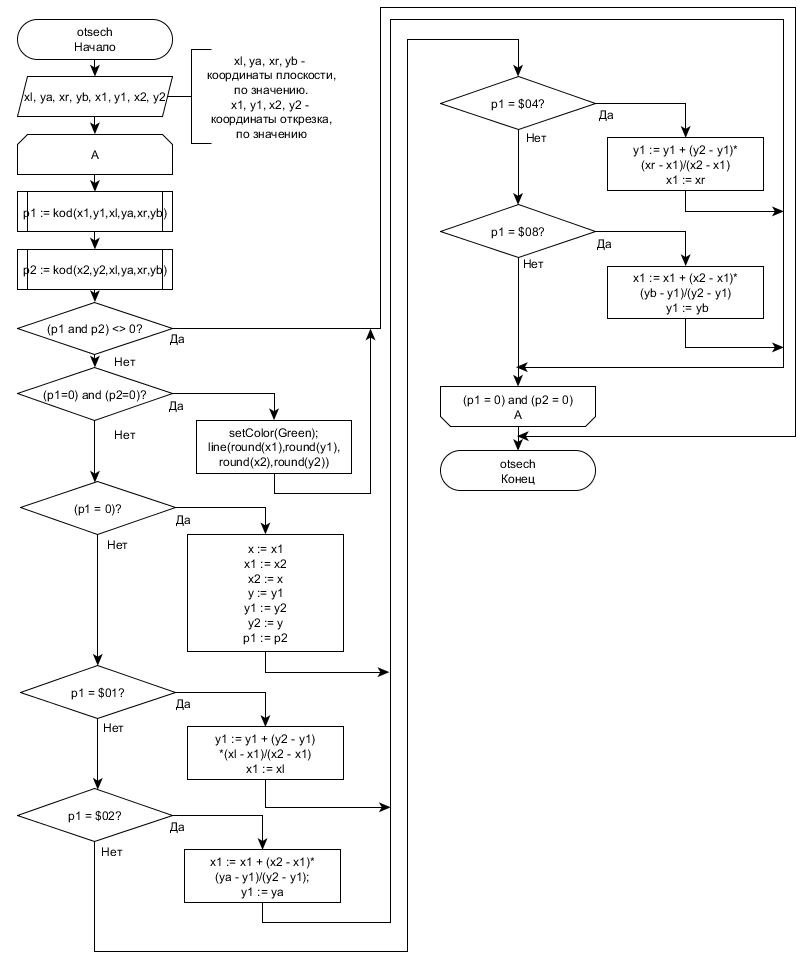 otsech
Начало
xl, ya, xr, yb, x1, y1, x2, y2
xl, ya, xr, yb -
координаты плоскости,
по значению.
x1, y1, x2, y2 -
координаты отkрезка,
по значению
A
p1 := kod(x1,y1,xl,ya,xr,yb)
p2 := kod(x2,y2,xl,ya,xr,yb)
(p1 and p2) <> 0?
Да
Нет
(p1=0) and (p2=0)?
Да
Нет
setColor(Green);
line(round(x1),round(y1),
round(x2),round(y2))
(p1 = 0)?
Да
Нет
x := x1
x1 := x2
x2 := x
y := y1
y1 := y2
y2 := y
p1 := p2
p1 = $01?
Да
Нет
y1 := y1 + (y2 - y1)
*(xl - x1)/(x2 - x1)
x1 := xl
p1 = $02?
Да
Нет
x1 := x1 + (x2 - x1)*
(ya - y1)/(y2 - y1);
y1 := ya
p1 = $04?
Да
Нет
y1 := y1 + (y2 - y1)*
(xr - x1)/(x2 - x1)
x1 := xr
p1 = $08?
Да
Нет
x1 := x1 + (x2 - x1)*
(yb - y1)/(y2 - y1)
y1 := yb
(p1 = 0) and (p2 = 0)
A
otsech
Конец